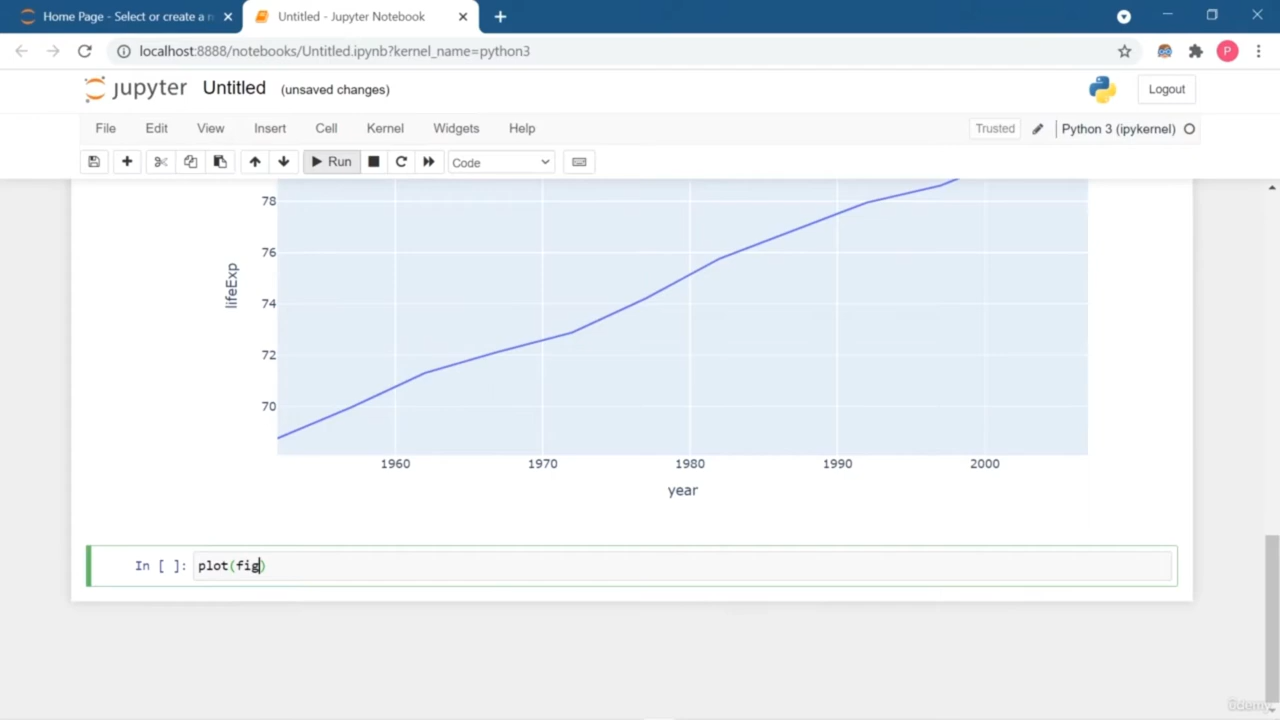 Home Page - Select or create a n
Untitled - Jupyter Notebook
localhost:8888/notebooks/Untitled.ipynb?kernel_name=python3
P
jupyter Untitled (unsaved changes)
Logout
File Edit View Insert Cell Kernel Widgets Help
Trusted Python 3 (ipykernel)
Run Code
78
76
74
72
70
lifeExp
1960 1970 1980 1990 2000
year
In [ ]: plot(fig)
ûdemy